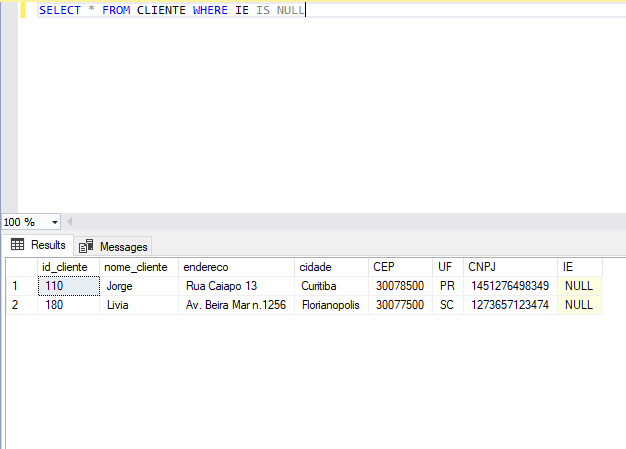 SELECT * FROM CLIENTE WHERE IE IS NULL
100 %
Results Messages
id_cliente nome_cliente endereco cidade CEP UF CNPJ IE
1 110 Jorge Rua Caiapo 13 Curitiba 30078500 PR 1451276498349 NULL
2 180 Livia Av. Beira Mar n.1256 Florianopolis 30077500 SC 1273657123474 NULL